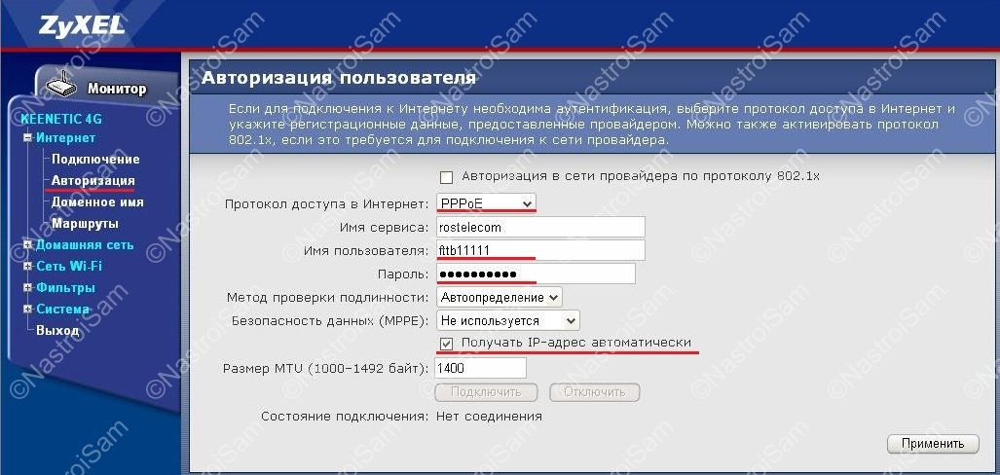 ZyXEL
Монитор
KEENETIC 4G
Интернет
Подключение
Авторизация
Доменное имя
Маршруты
Домашняя сеть
Сеть Wi-Fi
Фильтры
Система
Выход
Авторизация пользователя
Если для подключения к Интернету необходима аутентификация, выберите протокол доступа в Интернет и
укажите регистрационные данные, предоставленные провайдером. Можно также активировать протокол
802.1x, если это требуется для подключения к сети провайдера.
Авторизация в сети провайдера по протоколу 802.1x
Протокол доступа в Интернет: PPPoE
Имя сервиса: rostelecom
Имя пользователя: fttb11111
Пароль: ●●●●●●●●●●
Метод проверки подлинности: Автоопределение
Безопасность данных (MPPE): Не используется
Получать IP-адрес автоматически
Размер MTU (1000-1492 байт): 1400
Подключить Отключить
Состояние подключения: Нет соединения
Применить
©NastroiSam